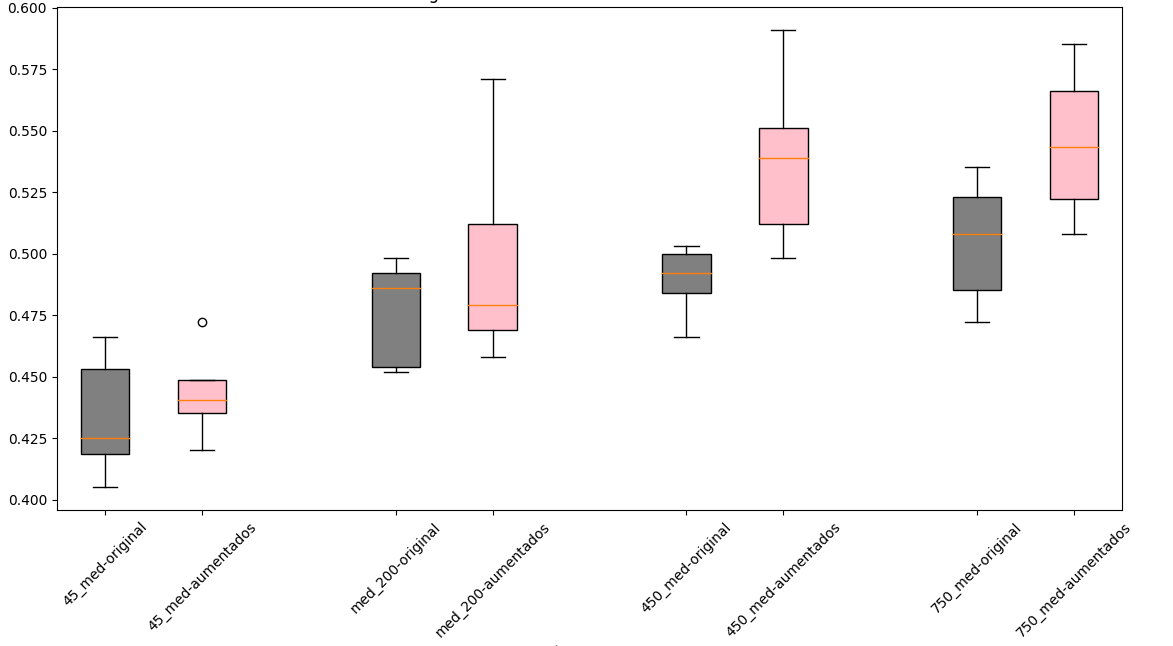 0.600
0.575
0.550
0.525
0.500
0.475
0.450
0.425
0.400
45_med-original
45_med-aumentados
med_200-original
med_200-aumentados
450_med-original
450_med-aumentados
750_med-original
750_med-aumentados